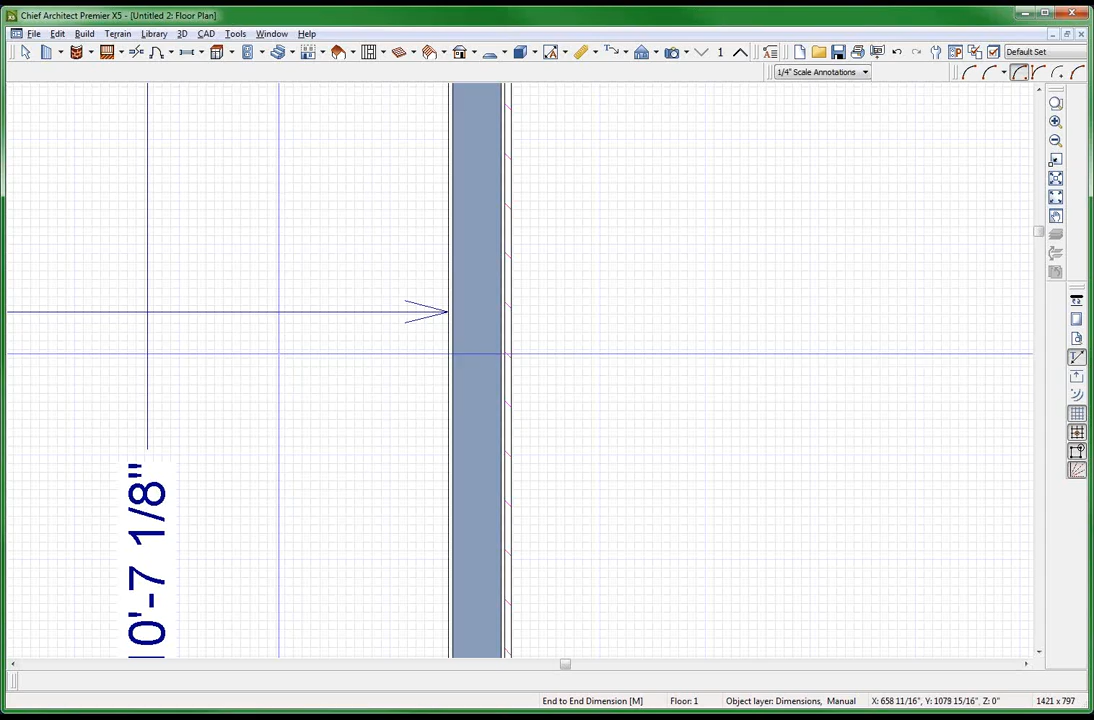 Chief Architect Premier X5 - [Untitled 2: Floor Plan]
File Edit Build Terrain Library 3D CAD Tools Window Help
1 Default Set
1/4" Scale Annotations
0'-7 1/8"
End to End Dimension [M] Floor: 1 Object layer: Dimensions, Manual X: 658 11/16", Y: 1079 15/16", Z: 0" 1421 x 797